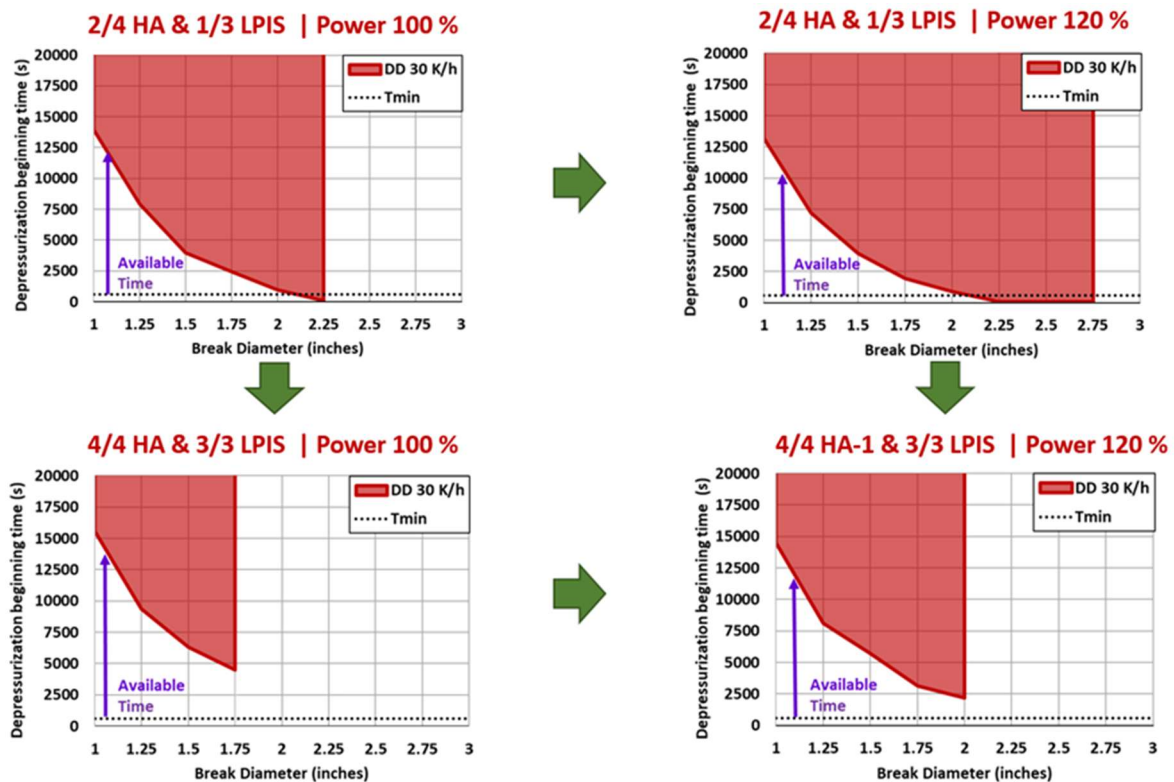 2/4 HA & 1/3 LPIS | Power 100 %
Depressurization beginning time (s)
20000
17500
15000
12500
10000
7500
5000
2500
0
DD 30 K/h
Tmin
Available
Time
1 1.25 1.5 1.75 2 2.25 2.5 2.75 3
Break Diameter (inches)
2/4 HA & 1/3 LPIS | Power 120 %
Depressurization beginning time (s)
20000
17500
15000
12500
10000
7500
5000
2500
0
DD 30 K/h
Tmin
Available
Time
1 1.25 1.5 1.75 2 2.25 2.5 2.75 3
Break Diameter (inches)
4/4 HA & 3/3 LPIS | Power 100 %
Depressurization beginning time (s)
20000
17500
15000
12500
10000
7500
5000
2500
0
DD 30 K/h
Tmin
Available
Time
1 1.25 1.5 1.75 2 2.25 2.5 2.75 3
Break Diameter (inches)
4/4 HA-1 & 3/3 LPIS | Power 120 %
Depressurization beginning time (s)
20000
17500
15000
12500
10000
7500
5000
2500
0
DD 30 K/h
Tmin
Available
Time
1 1.25 1.5 1.75 2 2.25 2.5 2.75 3
Break Diameter (inches)